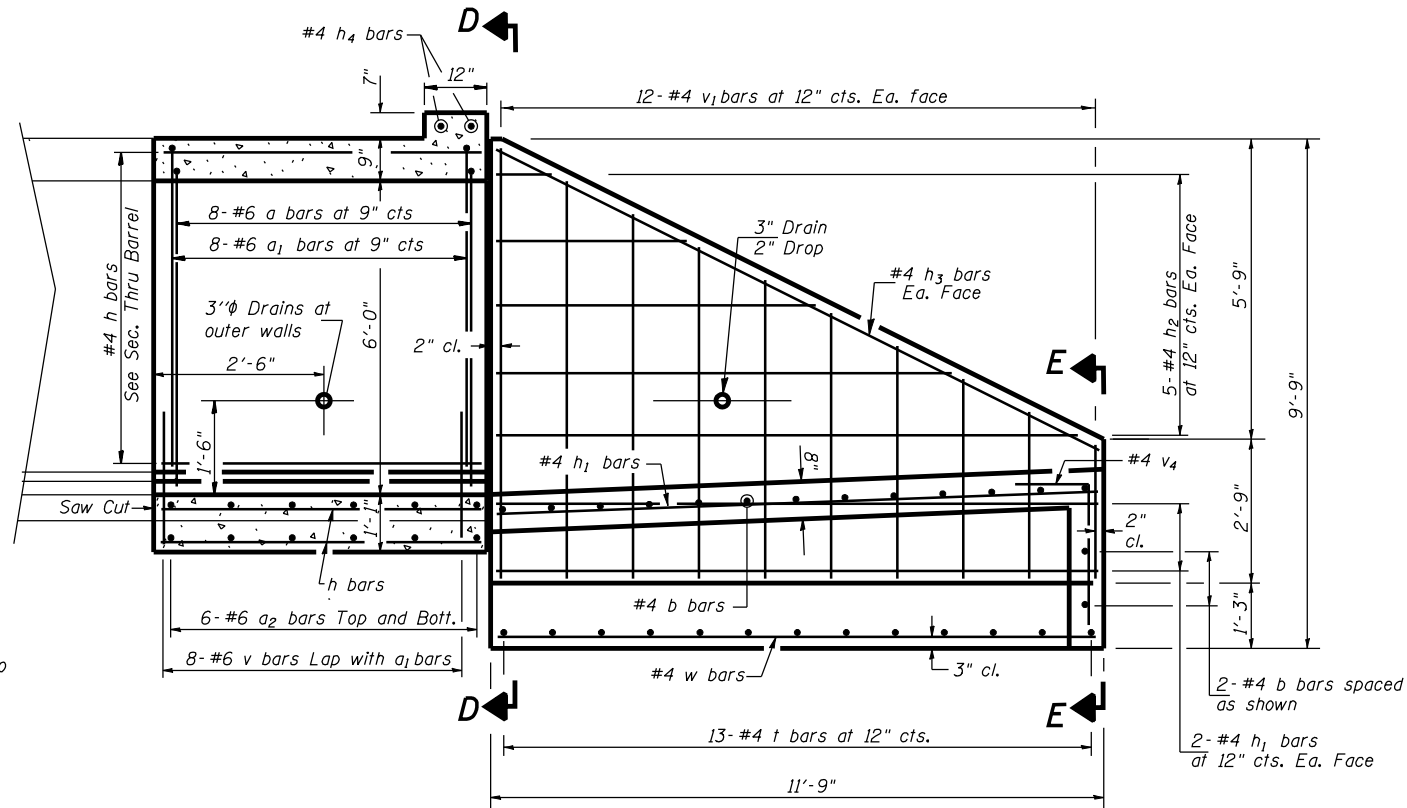 D
#4 h4 bars
7"
12"
12- #4 v1 bars at 12" cts. Ea. face
9"
8- #6 a bars at 9" cts
8- #6 a1 bars at 9" cts
#4 h bars
See Sec. Thru Barrel
3"ϕ Drains at
outer walls
6'-0"
2" cl.
2'-6"
1'-6"
3" Drain
2" Drop
#4 h3 bars
Ea. Face
5- #4 h2 bars
at 12" cts. Ea. Face
5'-9"
9'-9"
E
#4 h1 bars
8"
#4 v4
Saw Cut
1'-1"
2"
cl.
2'-9"
h bars
#4 b bars
1'-3"
6- #6 a2 bars Top and Bott.
8- #6 v bars Lap with a1 bars
#4 w bars
3" cl.
o
D
E
2- #4 b bars spaced
as shown
13- #4 t bars at 12" cts.
2- #4 h1 bars
at 12" cts. Ea. Face
11'-9"